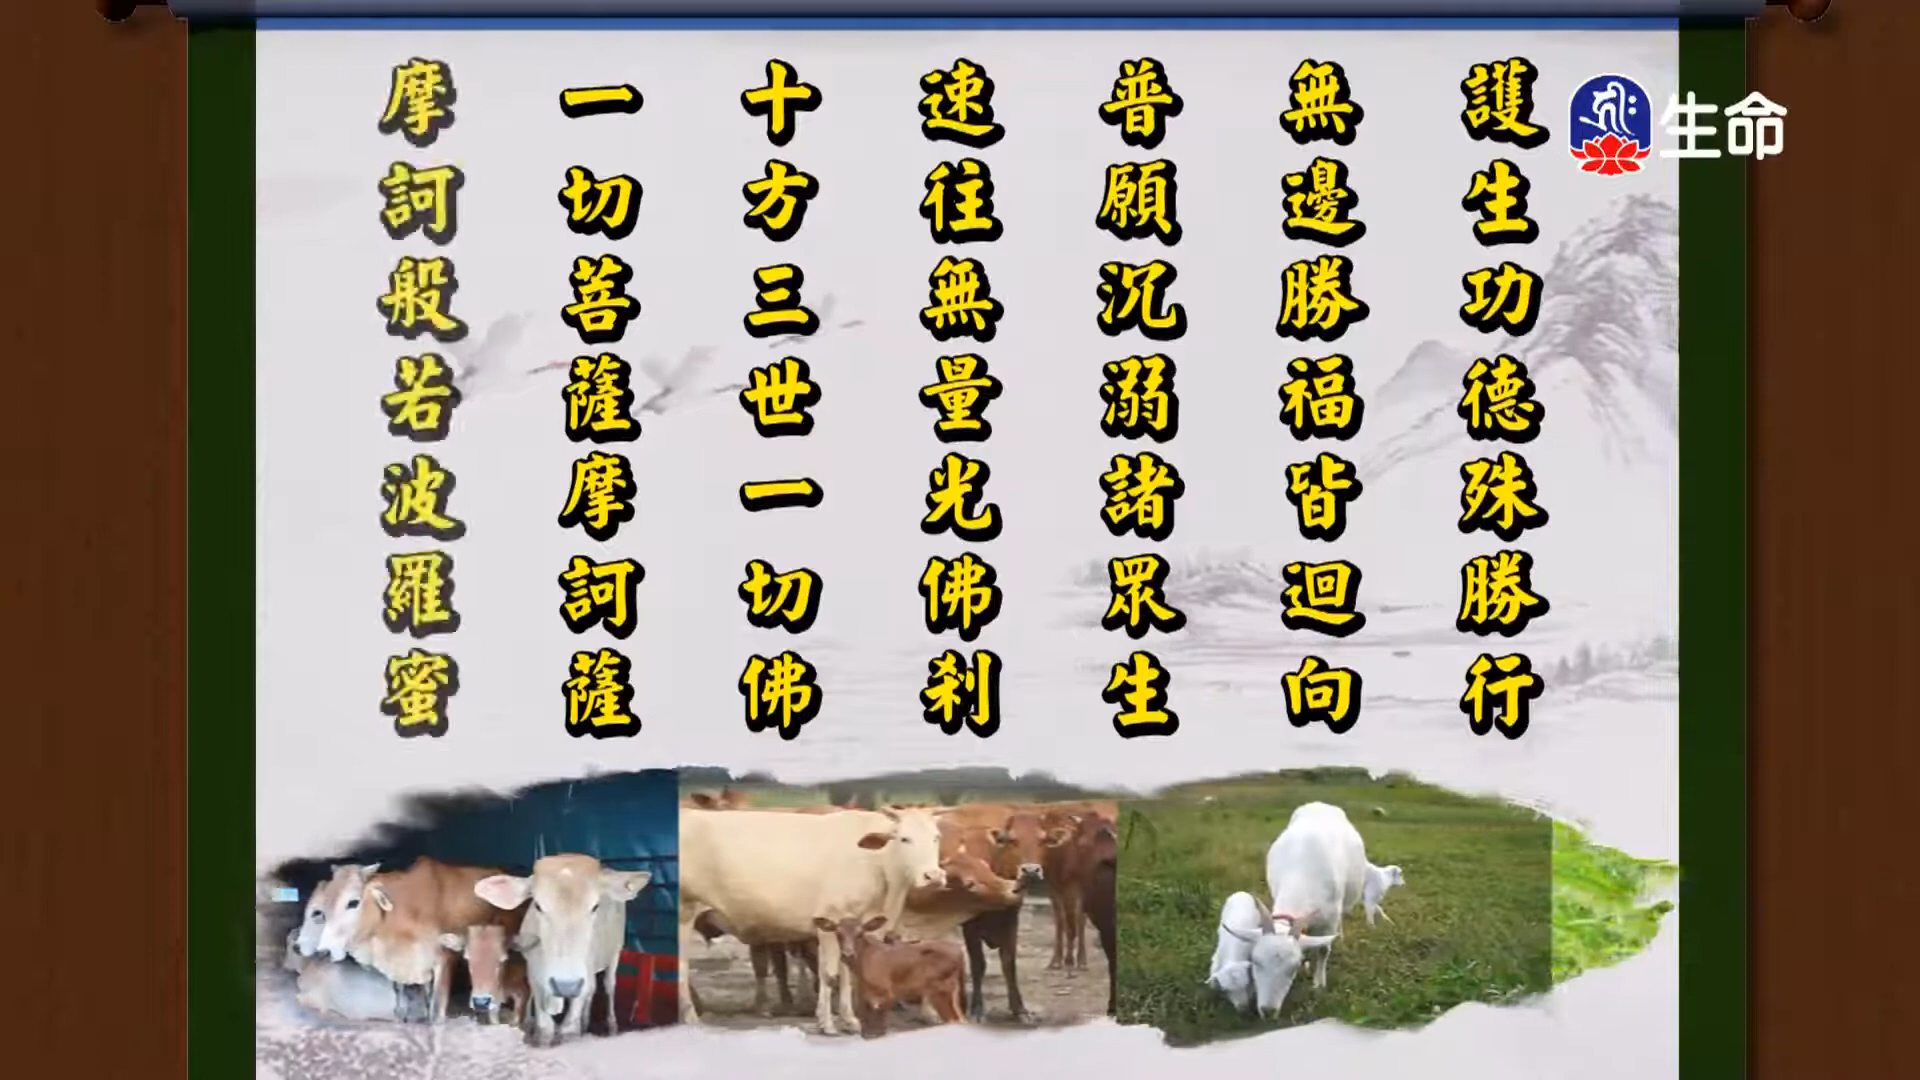 護生功德殊勝行
無邊勝福皆迴向
普願沉溺諸眾生
速往無量光佛剎
十方三世一切佛
一切菩薩摩訶薩
摩訶般若波羅蜜
生命